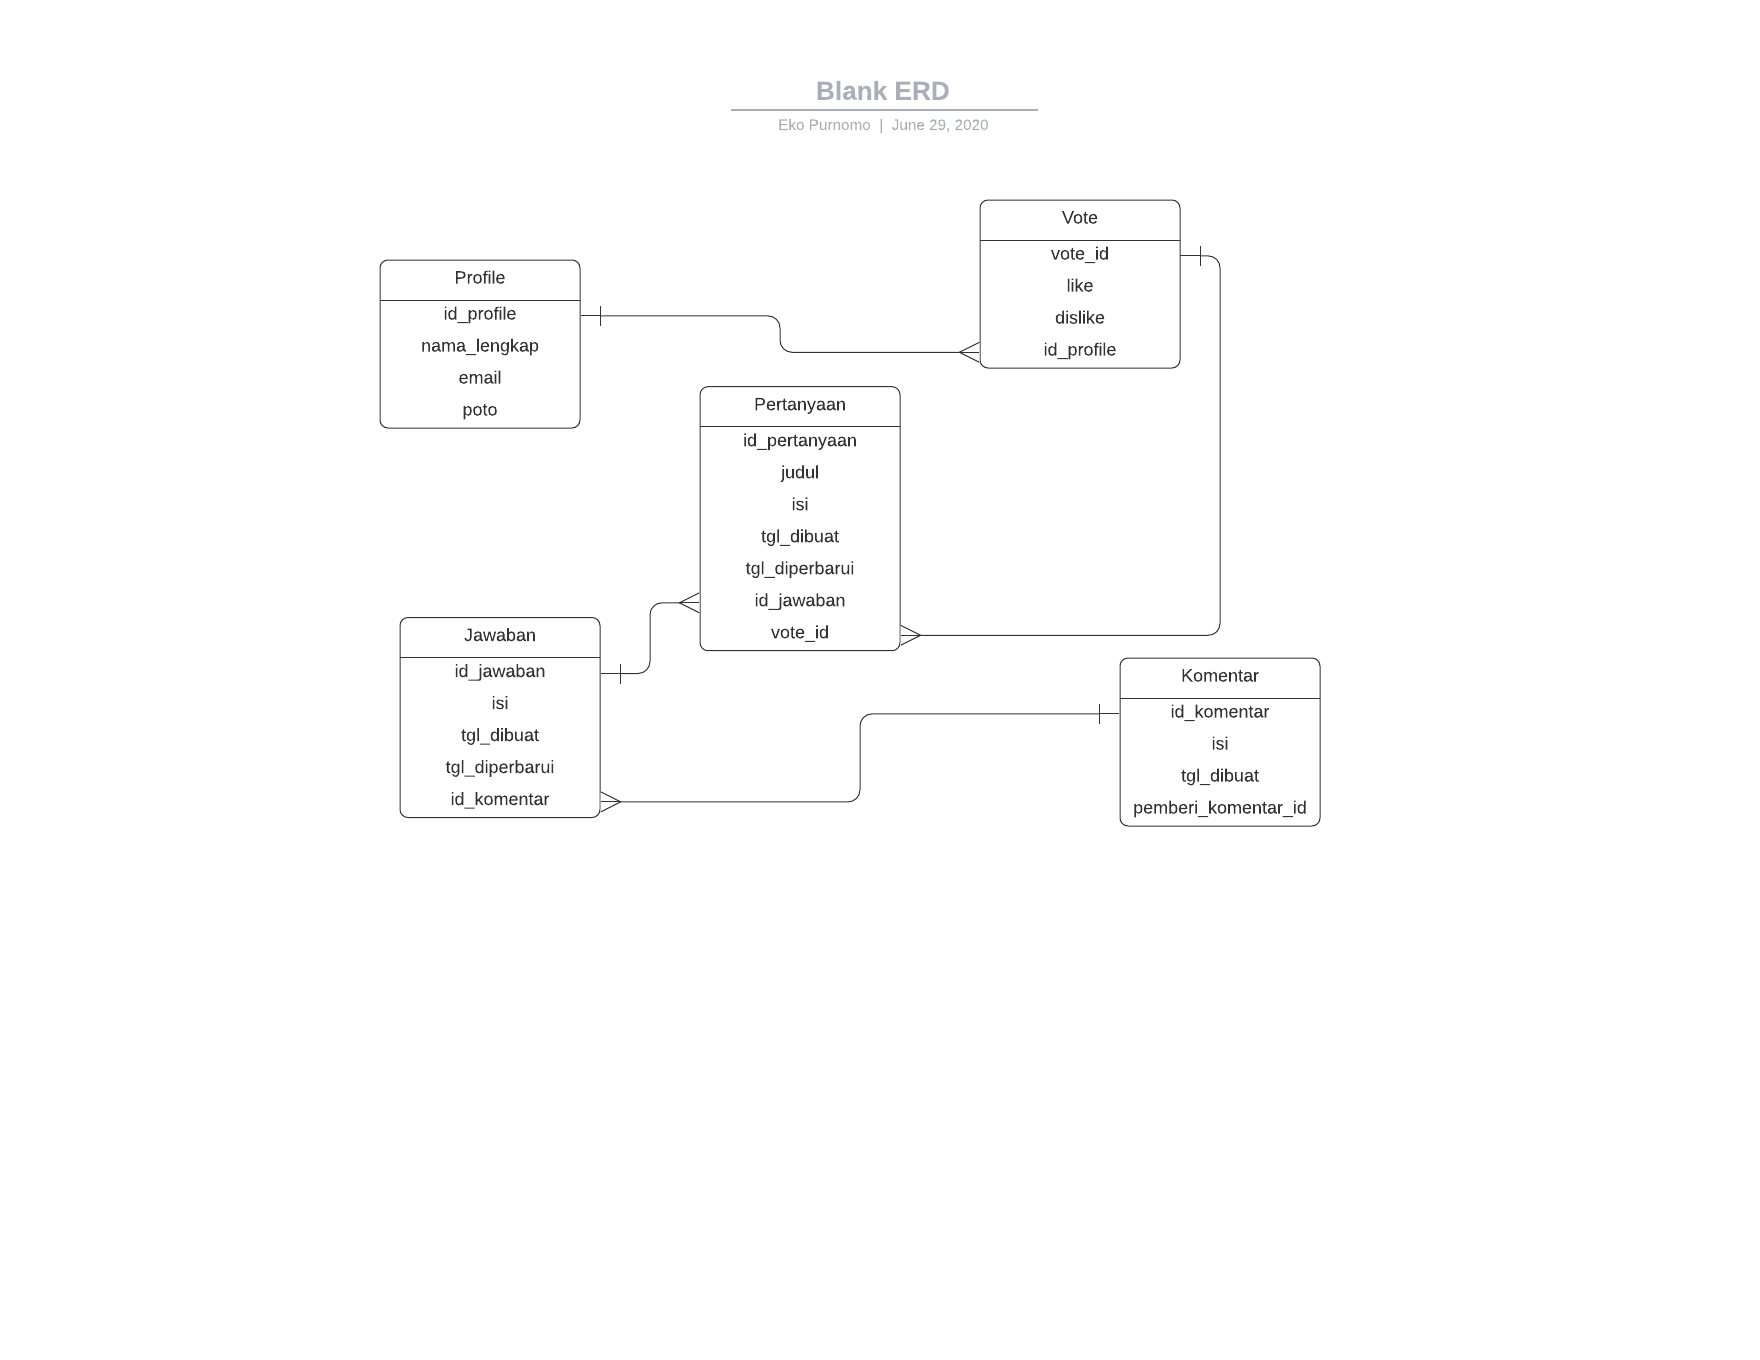 Blank ERD
Eko Purnomo | June 29, 2020
Vote
vote_id
like
dislike
id_profile
Profile
id_profile
nama_lengkap
email
poto
Pertanyaan
id_pertanyaan
judul
isi
tgl_dibuat
tgl_diperbarui
id_jawaban
vote_id
Jawaban
id_jawaban
isi
tgl_dibuat
tgl_diperbarui
id_komentar
Komentar
id_komentar
isi
tgl_dibuat
pemberi_komentar_id